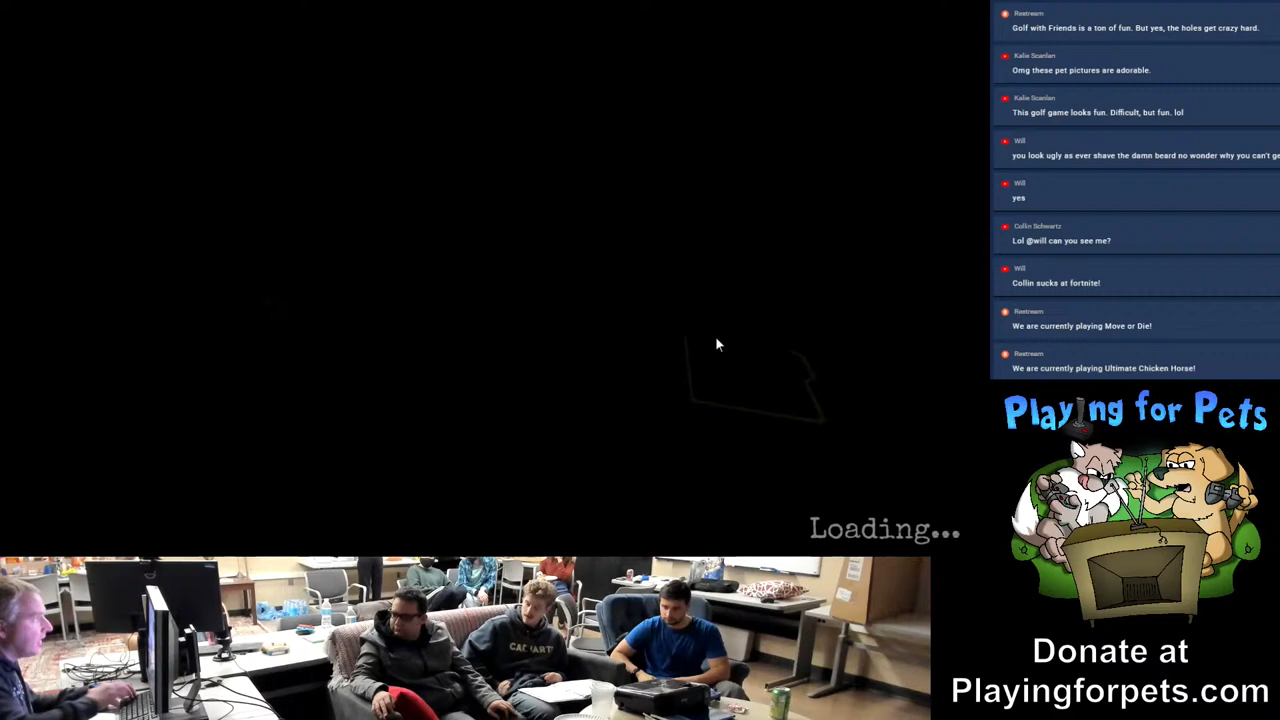 Restream
Golf with Friends is a ton of fun. But yes, the holes get crazy hard.
Kalie Scanlan
Omg these pet pictures are adorable.
Kalie Scanlan
This golf game looks fun. Difficult, but fun. lol
Will
you look ugly as ever shave the damn beard no wonder why you can't ge
Will
yes
Collin Schwartz
Lol @will can you see me?
Will
Collin sucks at fortnite!
Restream
We are currently playing Move or Die!
Restream
We are currently playing Ultimate Chicken Horse!
Playing for Pets
Loading...
Donate at
Playingforpets.com